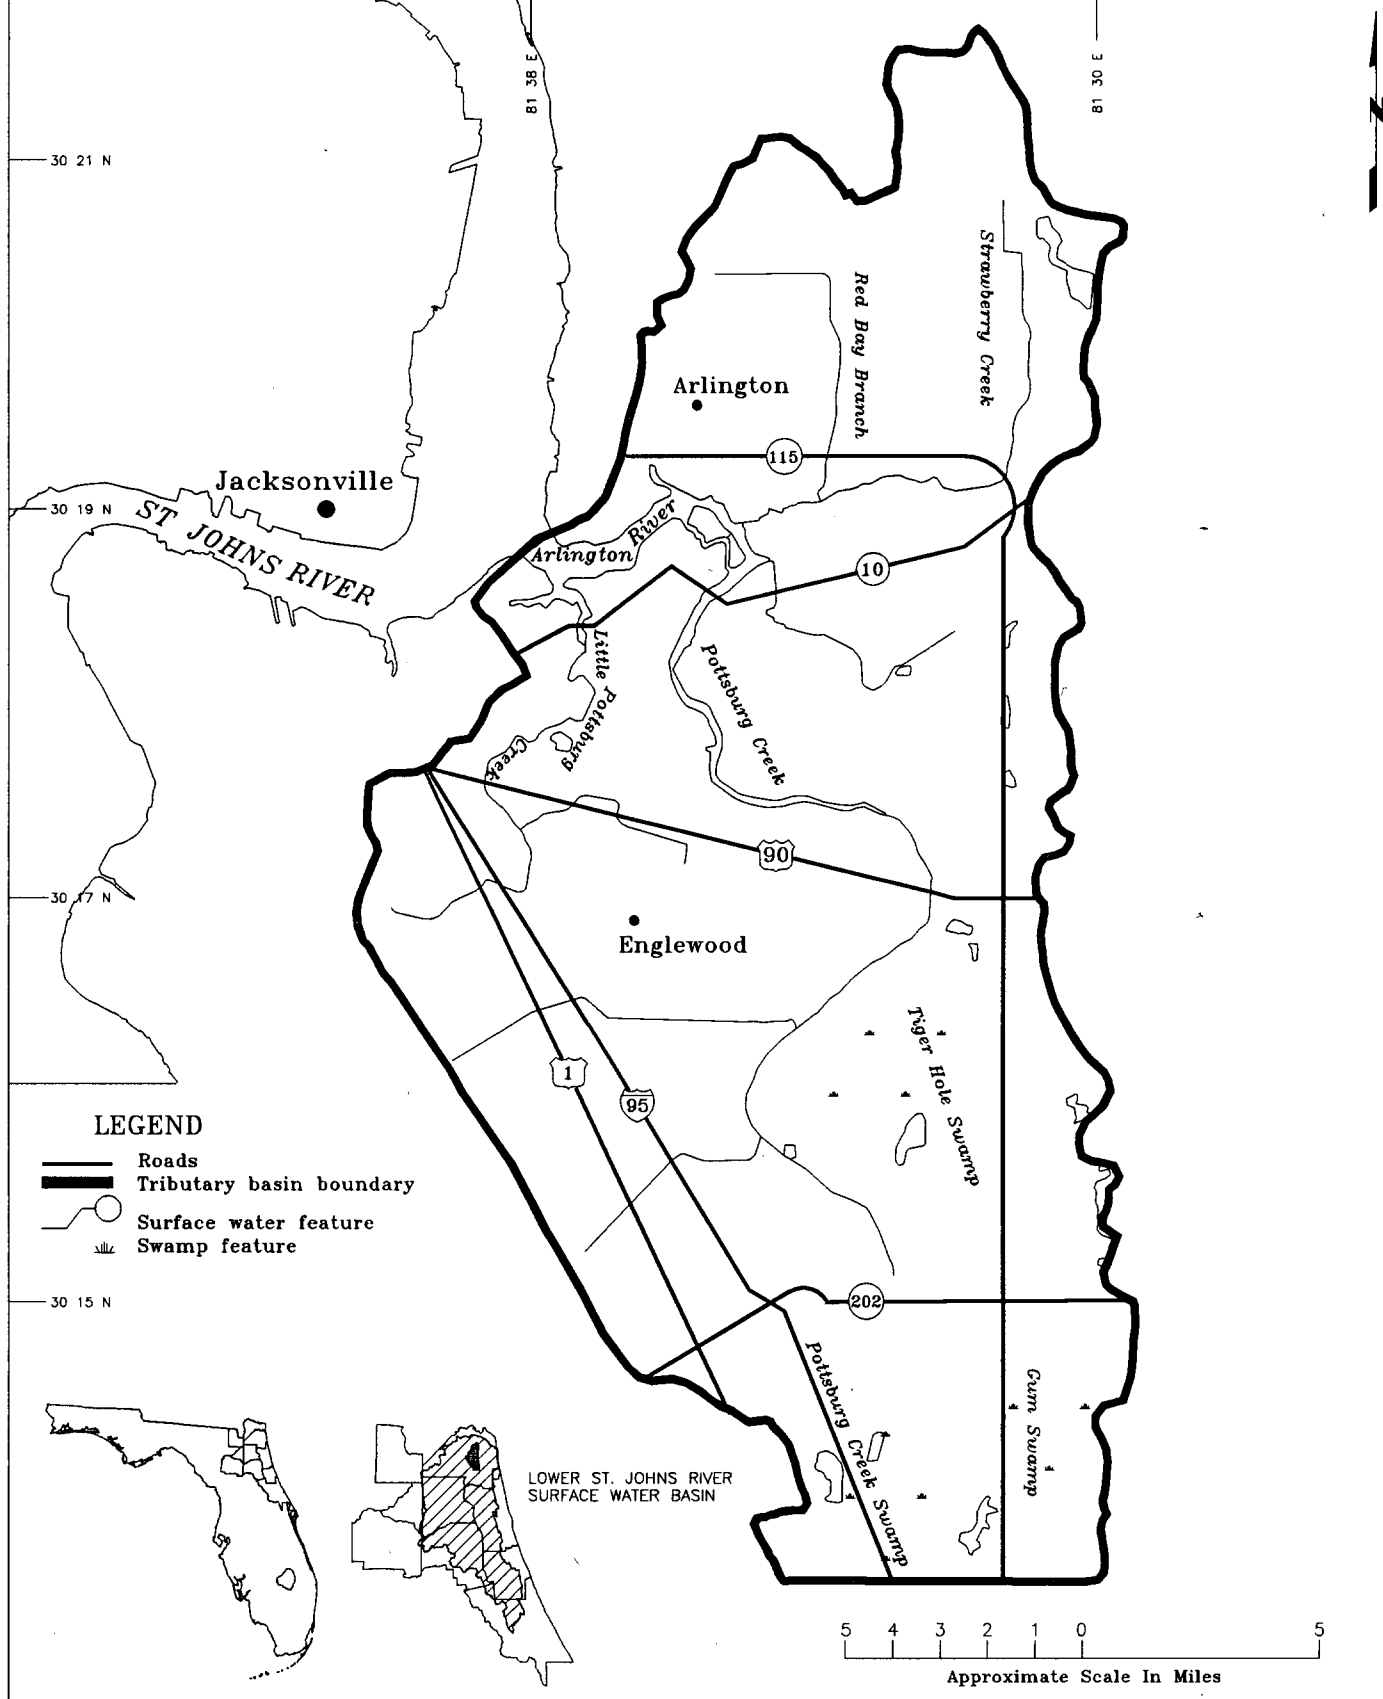 81 38 E
81 30 E
30 21 N
Strawberry Creek
Red Bay Branch
Arlington
115
Jacksonville
30 19 N
ST JOHNS RIVER
Arlington River
10
Little Pottsburg Creek
Pottsburg Creek
90
30 17 N
Englewood
Tiger Hole Swamp
1
95
LEGEND
Roads
Tributary basin boundary
Surface water feature
Swamp feature
30 15 N
202
Pottsburg Creek Swamp
Gum Swamp
LOWER ST. JOHNS RIVER
SURFACE WATER BASIN
5 4 3 2 1 0 5
Approximate Scale In Miles